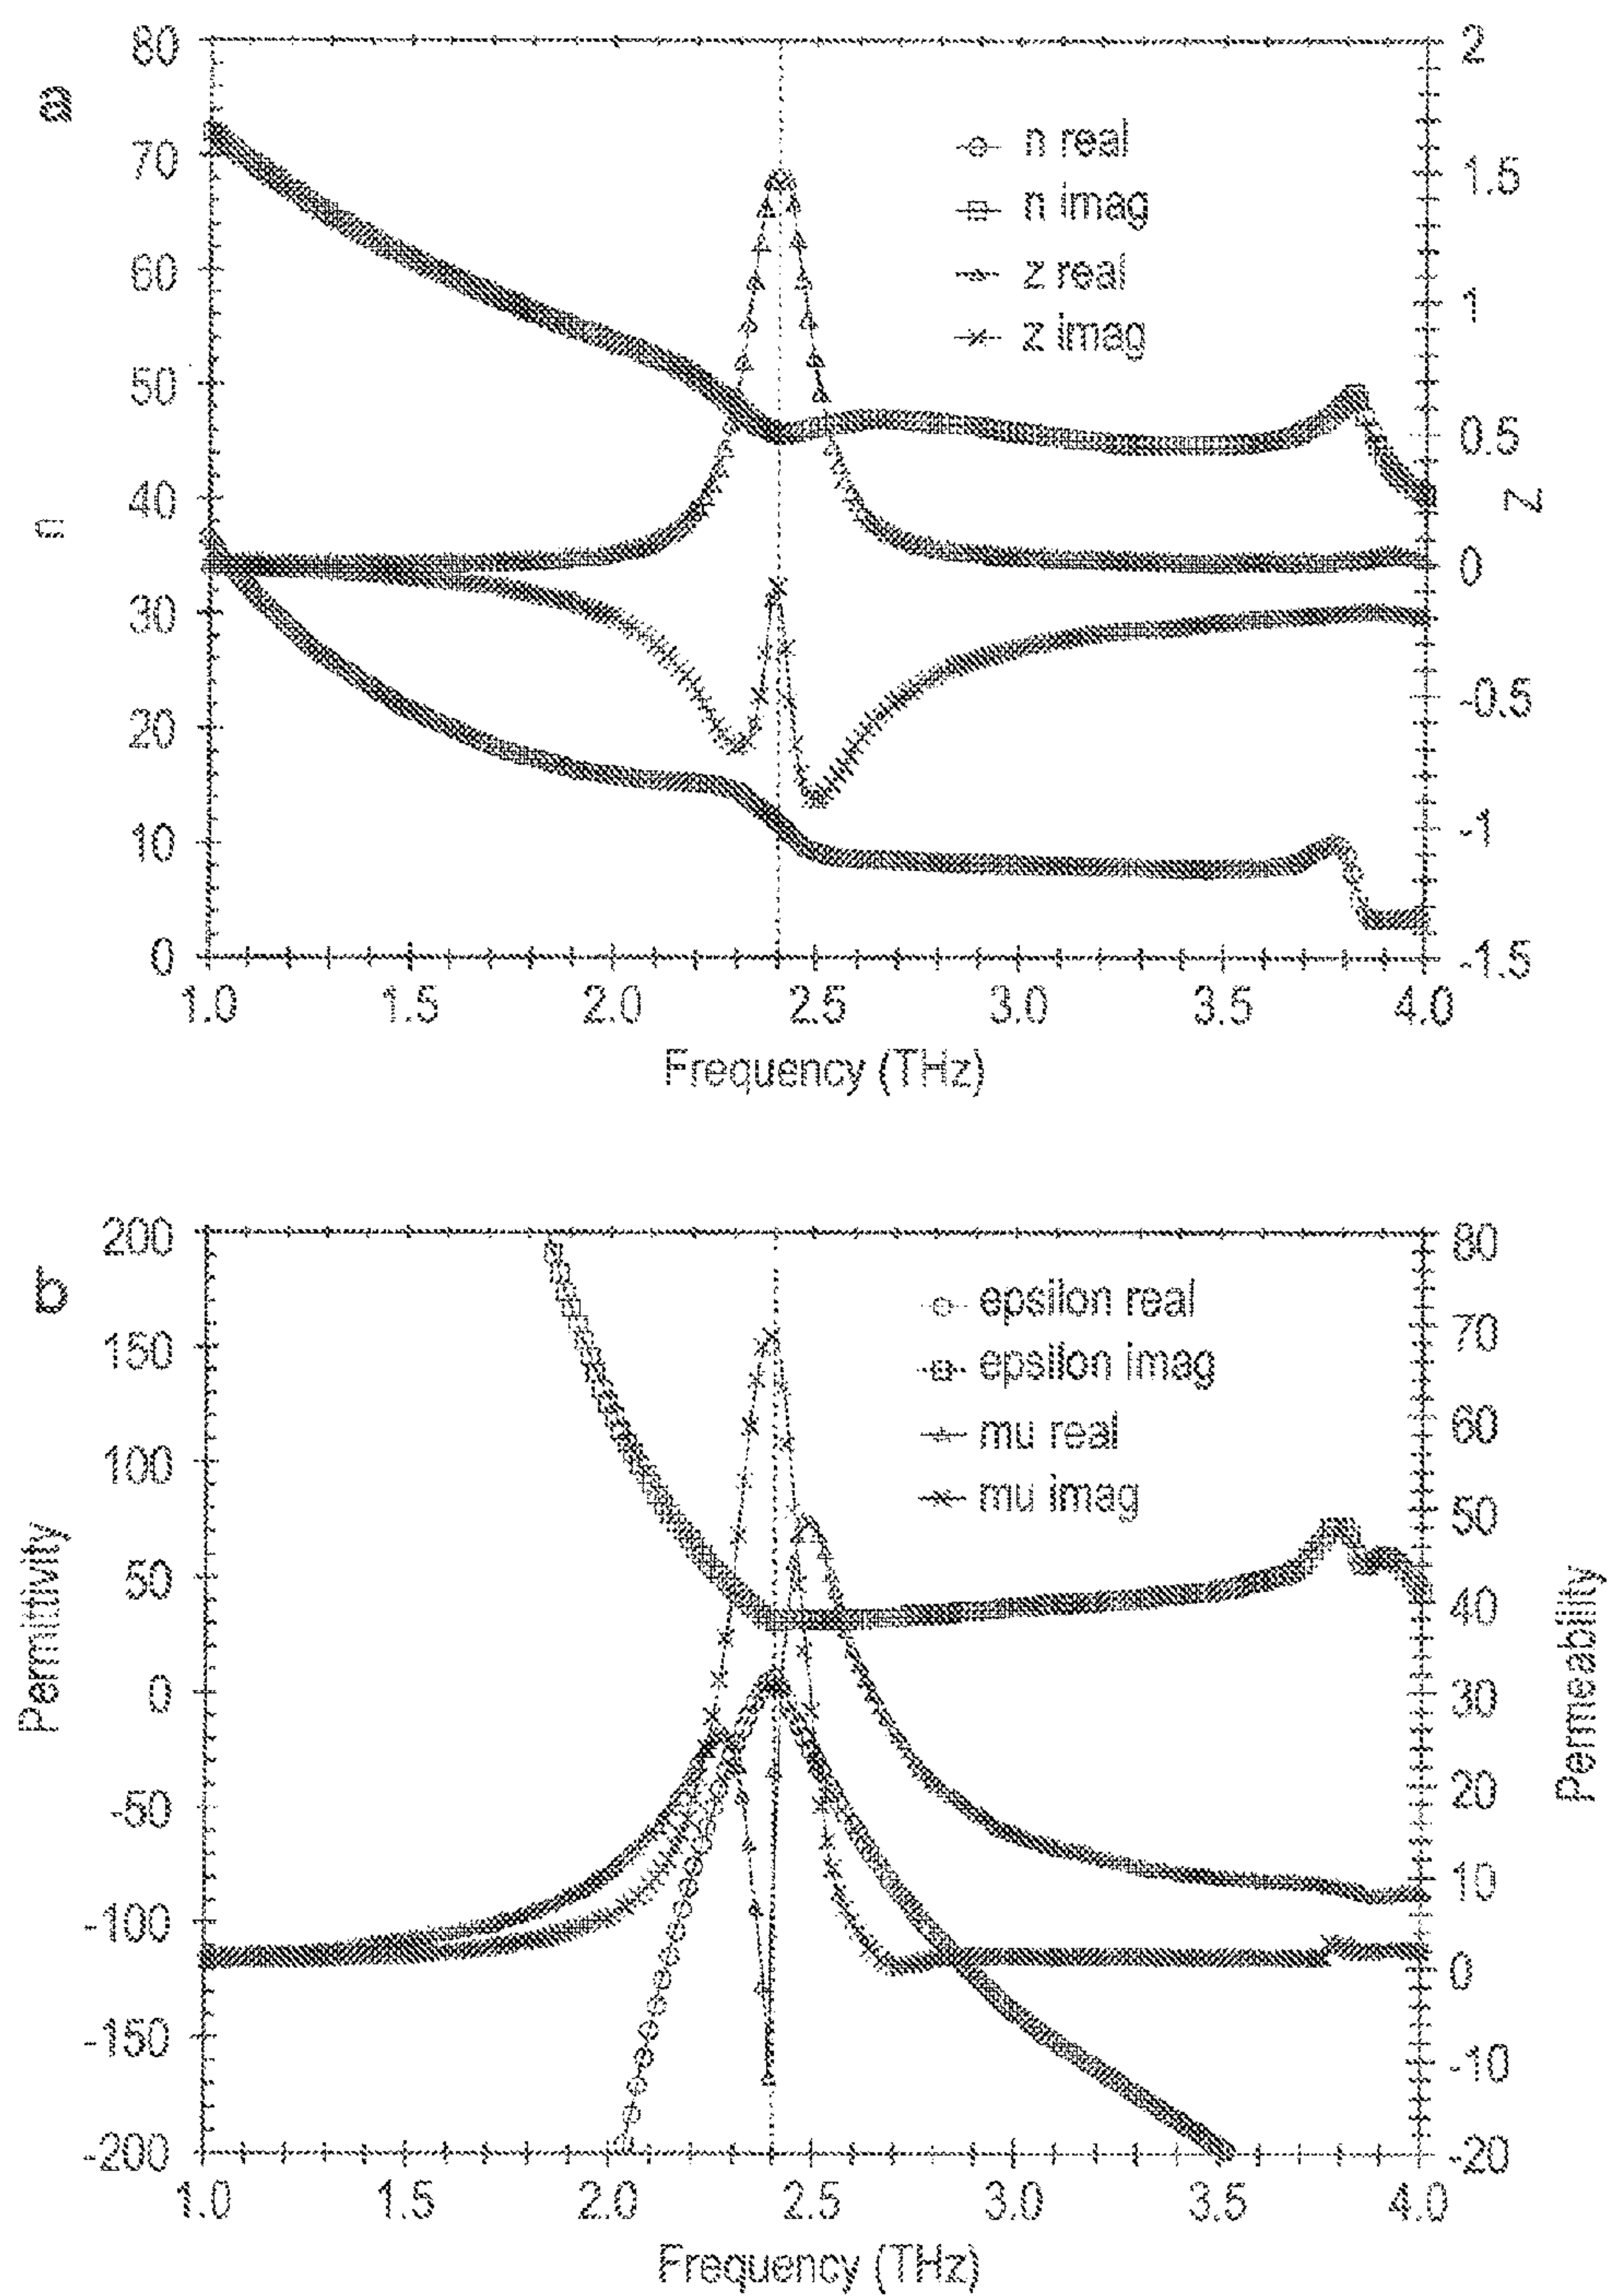 a
80
70
60
50
40
30
20
10
0
n
2
1.5
1
0.5
0
-0.5
-1
-1.5
Z
n real
n imag
z real
z imag
1.0 1.5 2.0 2.5 3.0 3.5 4.0
Frequency (THz)
b
200
150
100
50
0
-50
-100
-150
-200
Permittivity
80
70
60
50
40
30
20
10
0
-10
-20
Permeability
epsilon real
epsilon imag
mu real
mu imag
1.0 1.5 2.0 2.5 3.0 3.5 4.0
Frequency (THz)